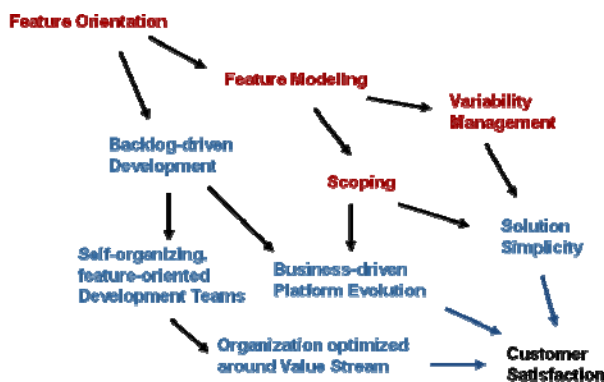 Feature Orientation
Feature Modeling
Variability
Management
Backlog-driven
Development
Scoping
Solution
Simplicity
Self-organizing,
feature-oriented
Development Teams
Business-driven
Platform Evolution
Organization optimized
around Value Stream
Customer
Satisfaction